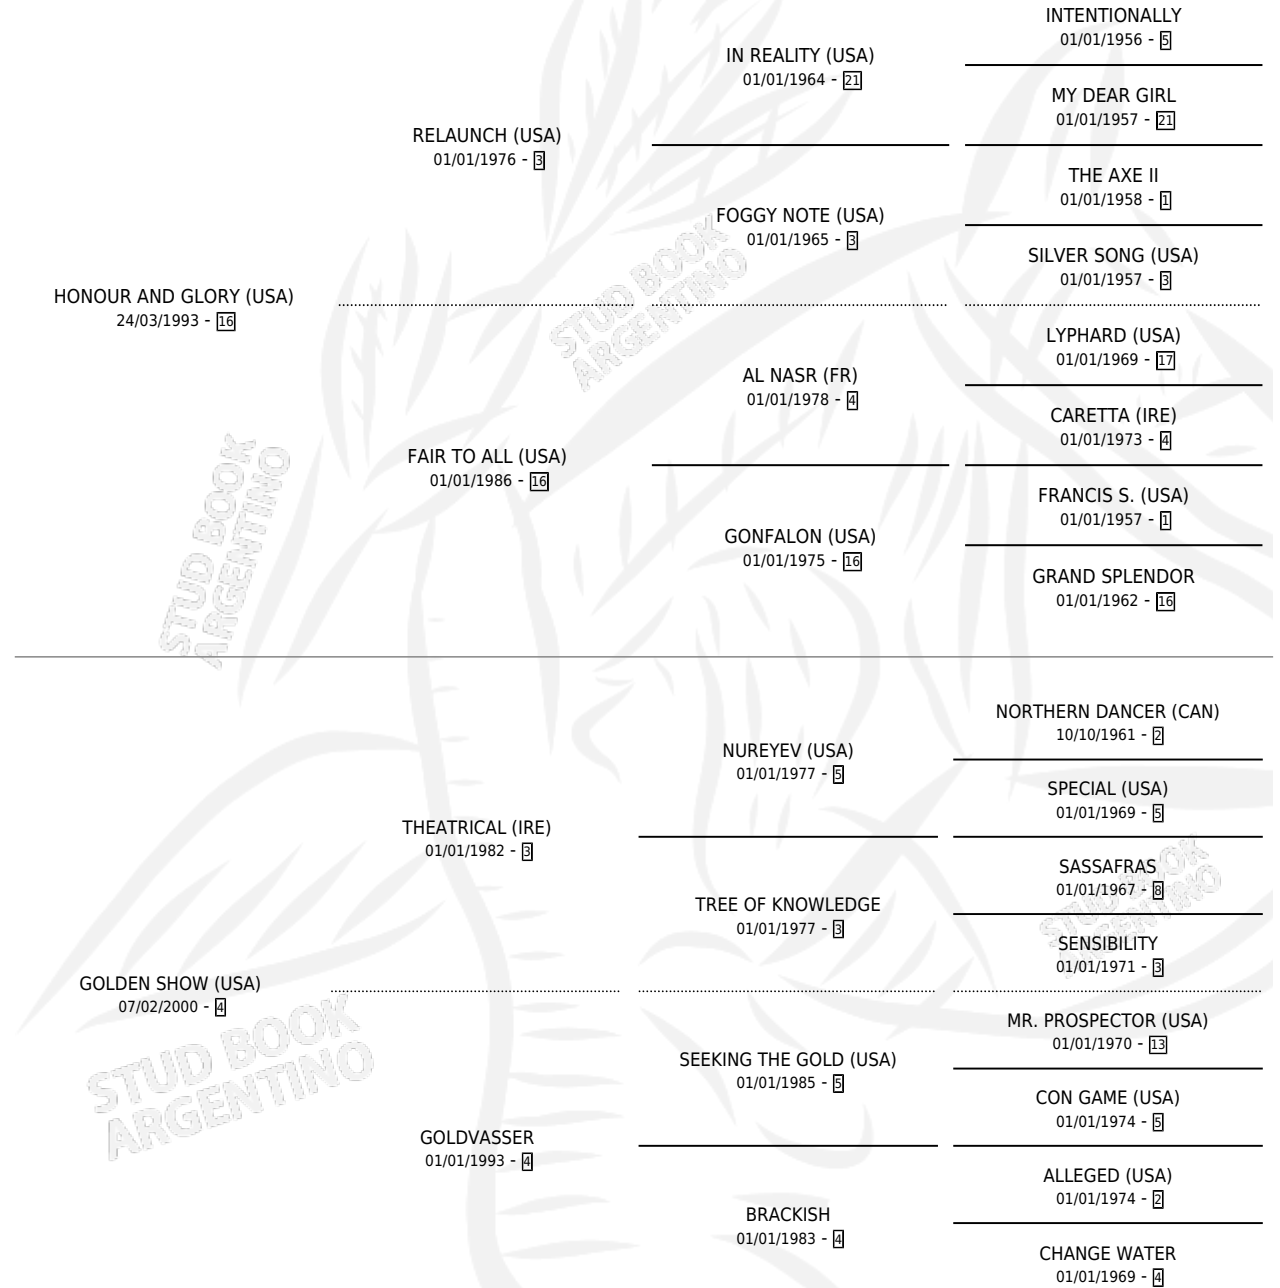 INTENTIONALLY
01/01/1956 - 5
IN REALITY (USA)
01/01/1964 - 21
MY DEAR GIRL
01/01/1957 - 21
RELAUNCH (USA)
01/01/1976 - 3
THE AXE II
01/01/1958 - 1
FOGGY NOTE (USA)
01/01/1965 - 3
SILVER SONG (USA)
01/01/1957 - 3
HONOUR AND GLORY (USA)
24/03/1993 - 16
LYPHARD (USA)
01/01/1969 - 17
AL NASR (FR)
01/01/1978 - 4
CARETTA (IRE)
01/01/1973 - 4
FAIR TO ALL (USA)
01/01/1986 - 16
FRANCIS S. (USA)
01/01/1957 - 1
GONFALON (USA)
01/01/1975 - 16
GRAND SPLENDOR
01/01/1962 - 16
NORTHERN DANCER (CAN)
10/10/1961 - 2
NUREYEV (USA)
01/01/1977 - 5
SPECIAL (USA)
01/01/1969 - 5
THEATRICAL (IRE)
01/01/1982 - 3
SASSAFRAS
01/01/1967 - 8
TREE OF KNOWLEDGE
01/01/1977 - 3
SENSIBILITY
01/01/1971 - 3
GOLDEN SHOW (USA)
07/02/2000 - 4
MR. PROSPECTOR (USA)
01/01/1970 - 13
SEEKING THE GOLD (USA)
01/01/1985 - 5
CON GAME (USA)
01/01/1974 - 5
GOLDVASSER
01/01/1993 - 4
ALLEGED (USA)
01/01/1974 - 2
BRACKISH
01/01/1983 - 4
CHANGE WATER
01/01/1969 - 4
STUD BOOK
ARGENTINO
STUD BOOK
ARGENTINO
STUD BOOK
ARGENTINO
STUD BOOK
ARGENTINO